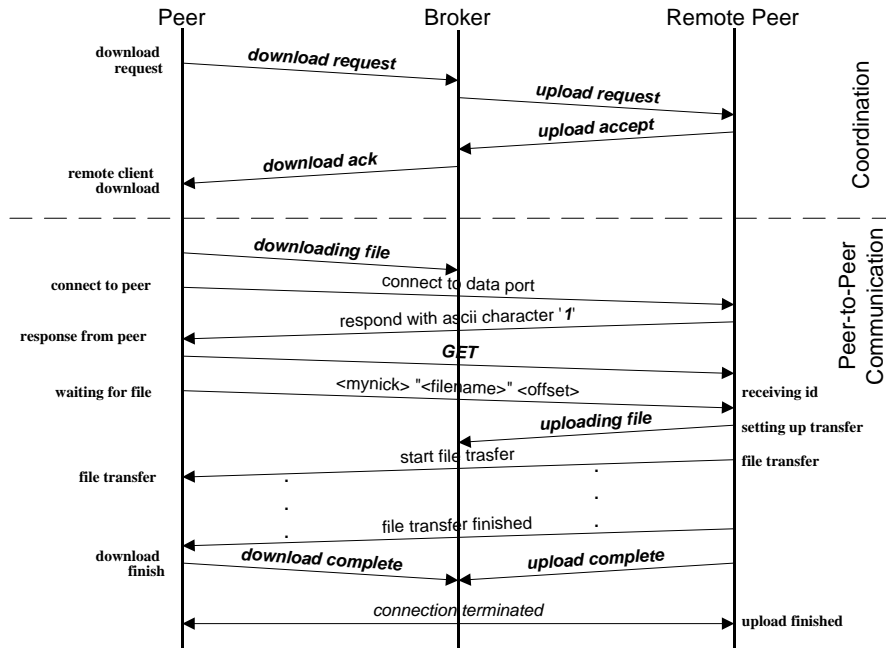 Peer
Broker
Remote Peer
download
request
download request
upload request
upload accept
download ack
remote client
download
Coordination
downloading file
connect to peer
connect to data port
respond with ascii character '1'
response from peer
GET
waiting for file
<mynick> "<filename>" <offset>
receiving id
uploading file
setting up transfer
start file trasfer
file transfer
file transfer
file transfer finished
download
finish
download complete
upload complete
connection terminated
upload finished
Peer-to-Peer
Communication